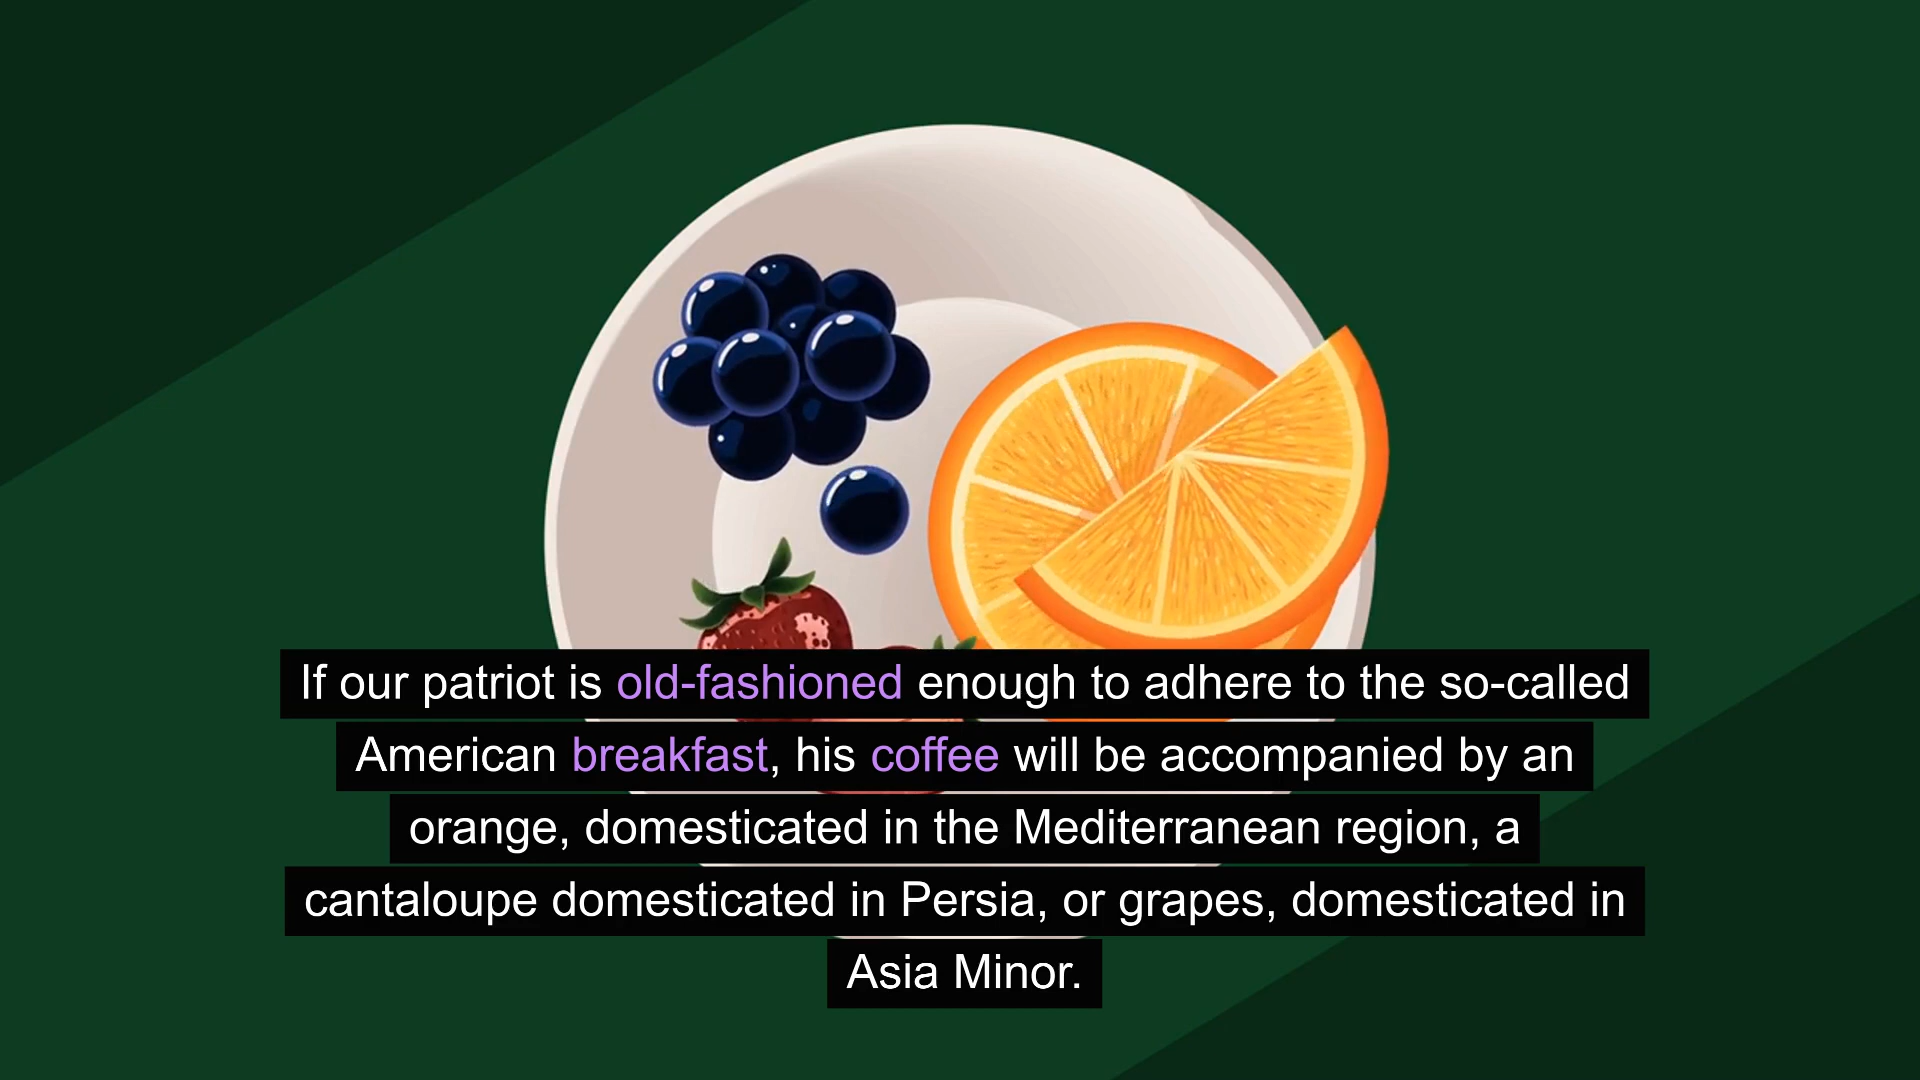 If our patriot is old-fashioned enough to adhere to the so-called
American breakfast, his coffee will be accompanied by an
orange, domesticated in the Mediterranean region, a
cantaloupe domesticated in Persia, or grapes, domesticated in
Asia Minor.